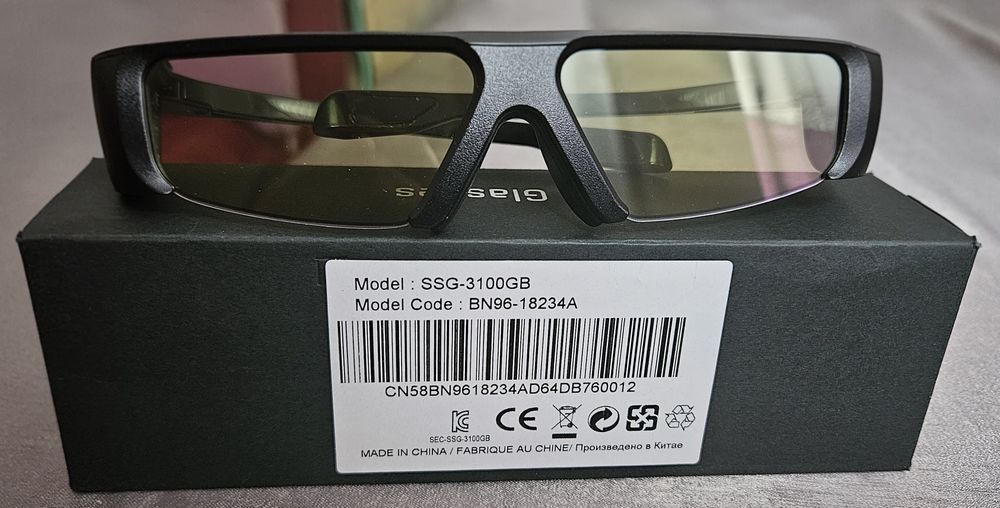 Glasses
Model : SSG-3100GB
Model Code : BN96-18234A
CN58BN9618234AD64DB760012
SEC-SSG-3100GB
MADE IN CHINA / FABRIQUE AU CHINE/ Произведено в Китае